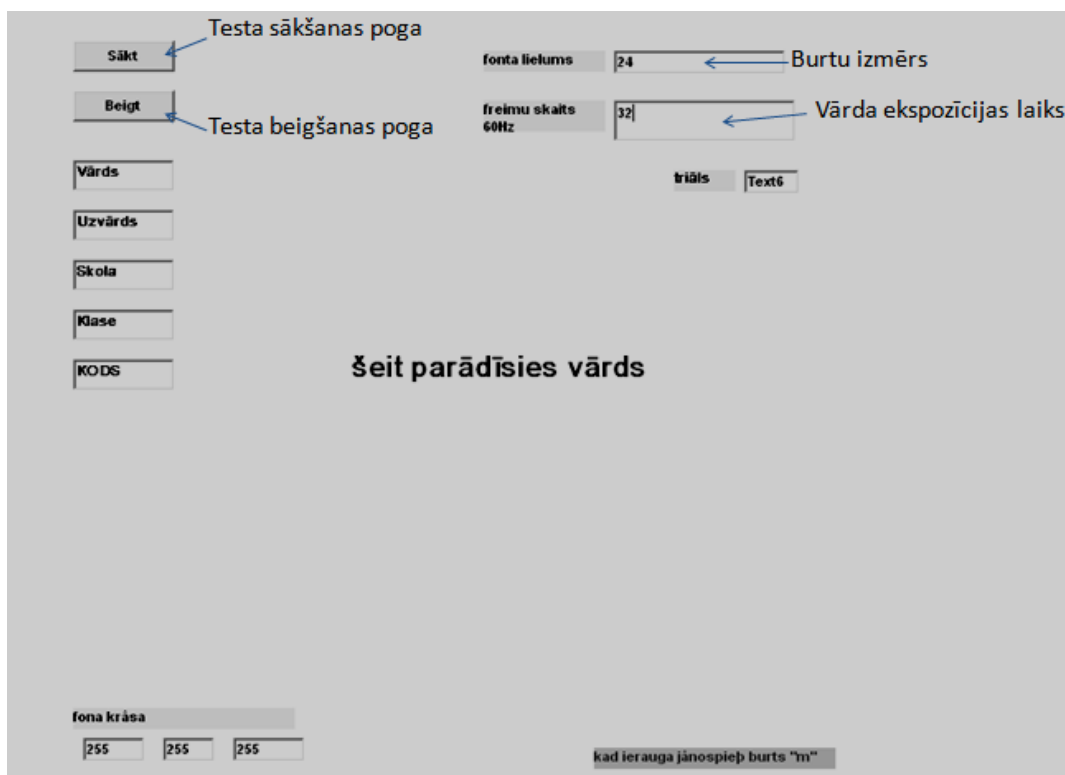 Testa sākšanas poga
Sākt
fonta lielums
24
Burtu izmērs
Beigt
Testa beigšanas poga
freimu skaits
60Hz
32
Vārda ekspozīcijas laiks
Vārds
triāls
Text6
Uzvārds
Skola
Klase
KODS
šeit parādīsies vārds
fona krāsa
255
255
255
kad ierauga jānospieþ burts "m"